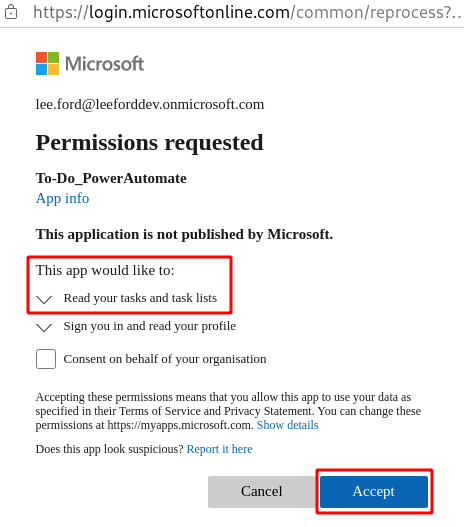 https://login.microsoftonline.com/common/reprocess?..
Microsoft
lee.ford@leeforddev.onmicrosoft.com
Permissions requested
To-Do_PowerAutomate
App info
This application is not published by Microsoft.
This app would like to:
Read your tasks and task lists
Sign you in and read your profile
Consent on behalf of your organisation
Accepting these permissions means that you allow this app to use your data as
specified in their Terms of Service and Privacy Statement. You can change these
permissions at https://myapps.microsoft.com. Show details
Does this app look suspicious? Report it here
Cancel Accept